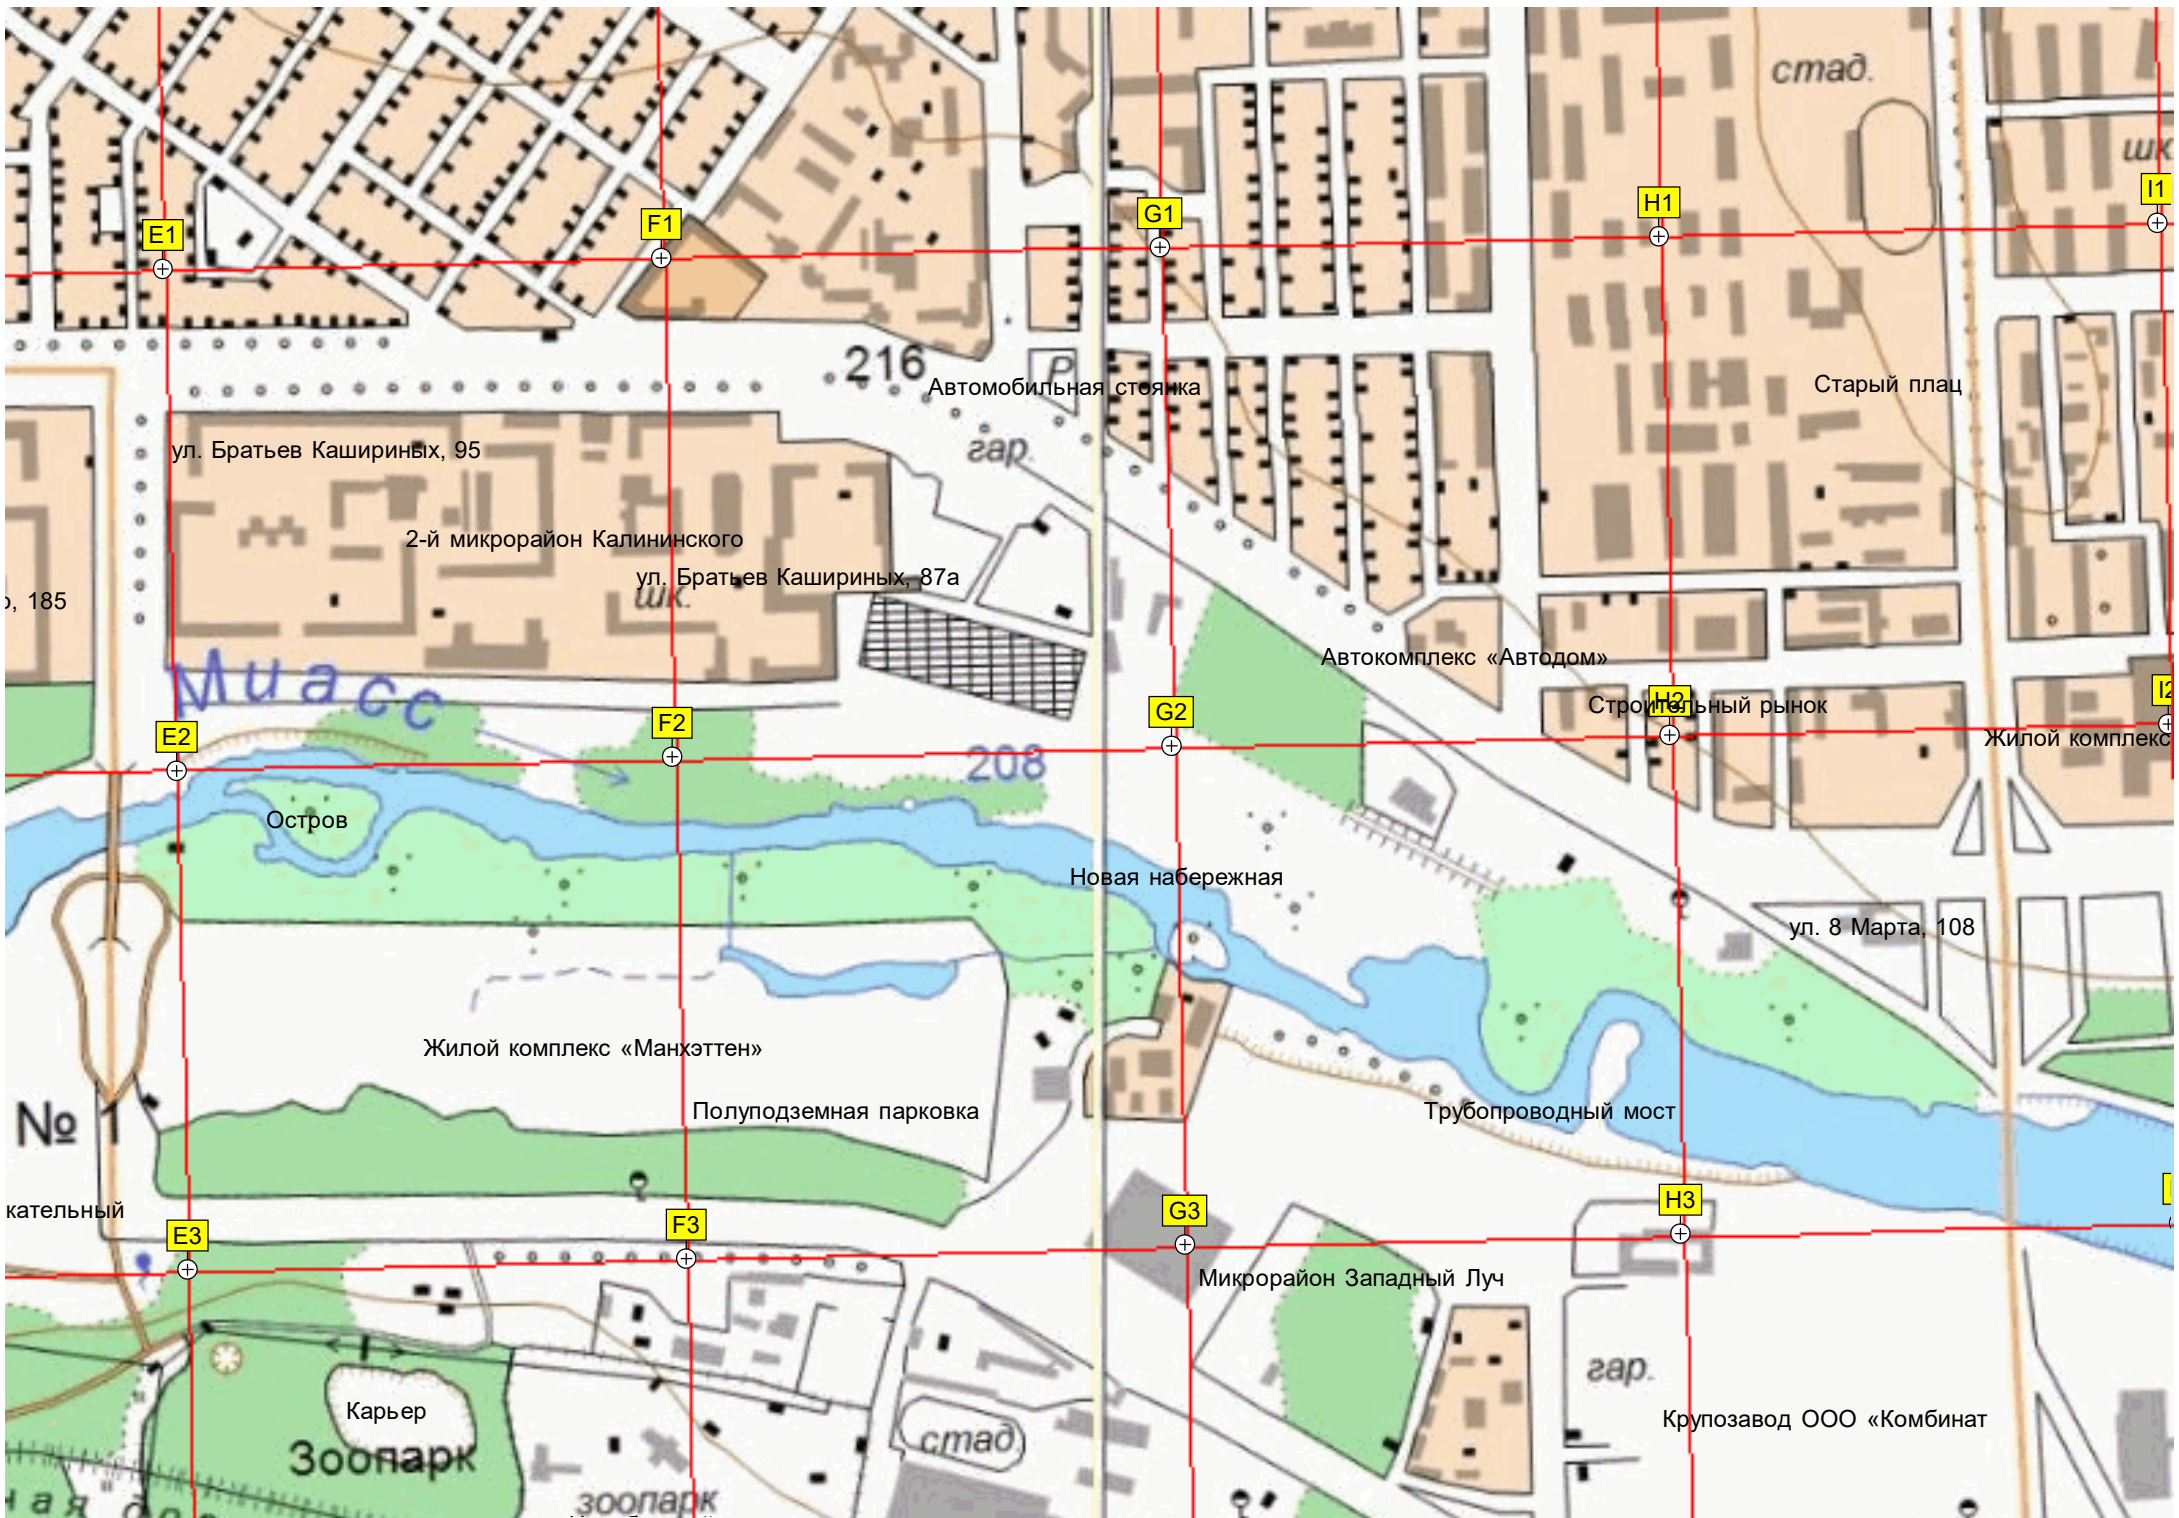 стад.
шк.
E1
F1
G1
H1
I1
216
Р
Автомобильная стоянка
Старый плац
гар.
ул. Братьев Кашириных, 95
2-й микрорайон Калининского
ул. Братьев Кашириных, 87а
шк.
185
Миасс
Автокомплекс «Автодом»
E2
F2
G2
H2
I2
Строительный рынок
Жилой комплекс
208
Остров
Новая набережная
ул. 8 Марта, 108
Жилой комплекс «Манхэттен»
Полуподземная парковка
Трубопроводный мост
№ 1
кательный
E3
F3
G3
H3
Микрорайон Западный Луч
гар.
Карьер
Зоопарк
стад.
Крупозавод ООО «Комбинат
зоопарк